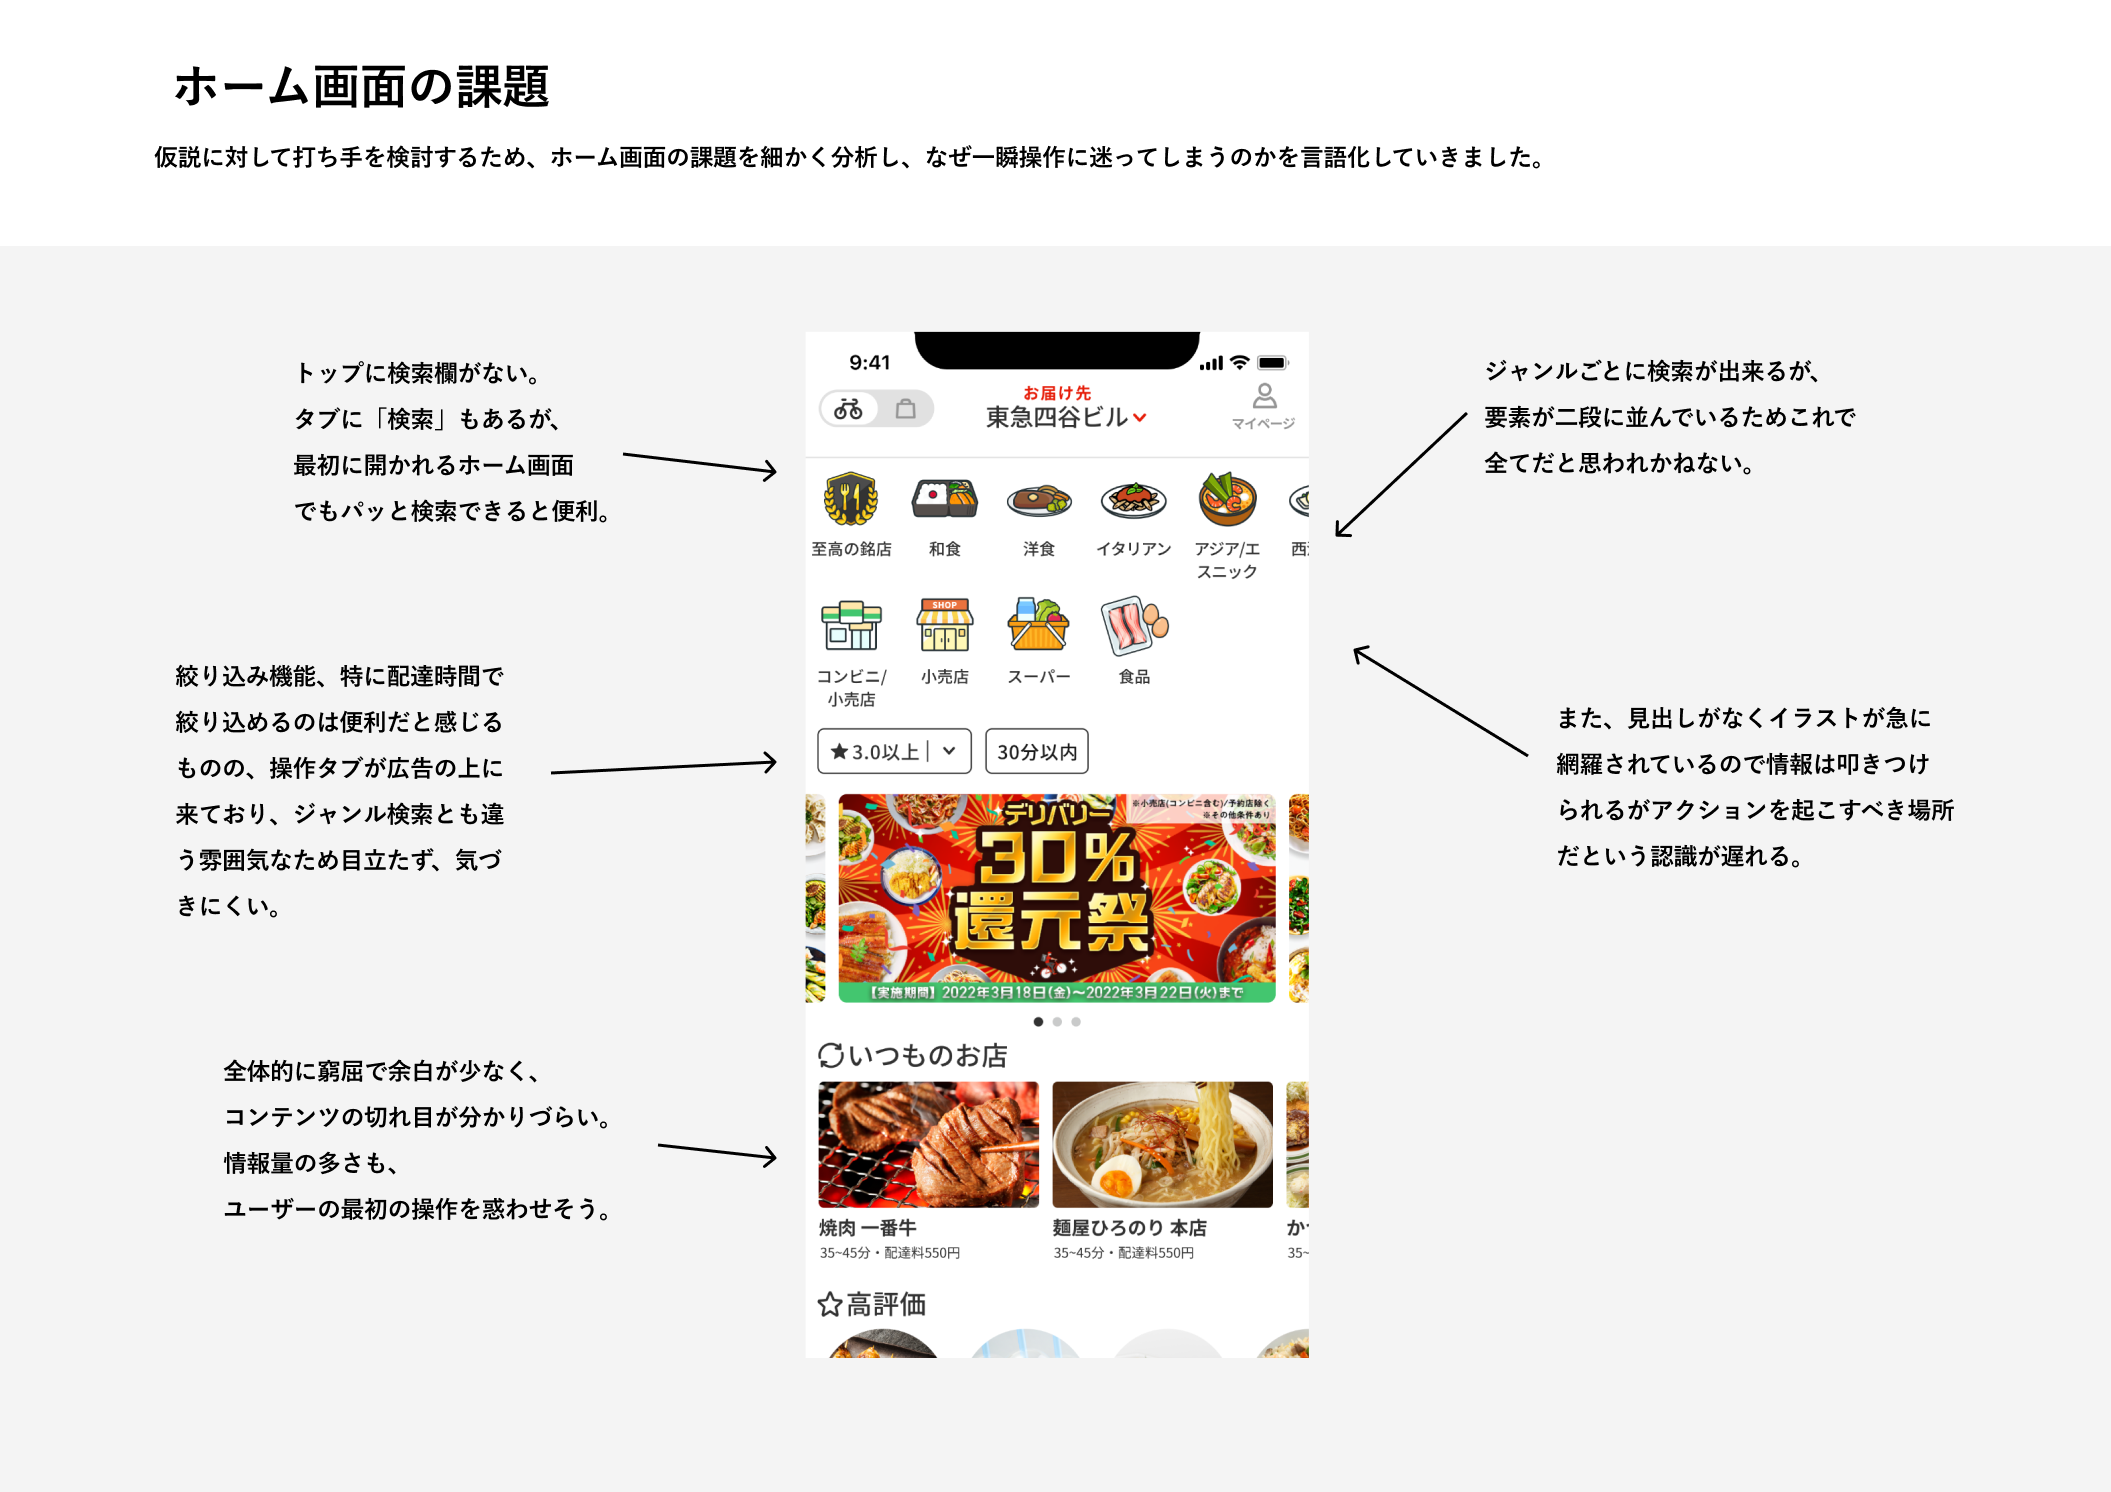 ホーム画面の課題
仮説に対して打ち手を検討するため、ホーム画面の課題を細かく分析し、なぜ一瞬操作に迷ってしまうのかを言語化していきました。
トップに検索欄がない。
タブに「検索」もあるが、
最初に開かれるホーム画面
でもパッと検索できると便利。
絞り込み機能、特に配達時間で
絞り込めるのは便利だと感じる
ものの、操作タブが広告の上に
来ており、ジャンル検索とも違
う雰囲気なため目立たず、気づ
きにくい。
全体的に窮屈で余白が少なく、
コンテンツの切れ目が分かりづらい。
情報量の多さも、
ユーザーの最初の操作を惑わせそう。
9:41
お届け先
東急四谷ビル
マイページ
至高の銘店
和食
洋食
イタリアン
アジア/エ
スニック
西
SHOP
コンビニ/
小売店
小売店
スーパー
食品
★3.0以上
30分以内
※小売店(コンビニ含む)/予約店除く
※その他条件あり
デリバリー
30%
還元祭
【実施期間】2022年3月18日(金)～2022年3月22日(火)まで
いつものお店
焼肉 一番牛
35~45分・配達料550円
麺屋ひろのり 本店
35~45分・配達料550円
か
35~
高評価
ジャンルごとに検索が出来るが、
要素が二段に並んでいるためこれで
全てだと思われかねない。
また、見出しがなくイラストが急に
網羅されているので情報は叩きつけ
られるがアクションを起こすべき場所
だという認識が遅れる。